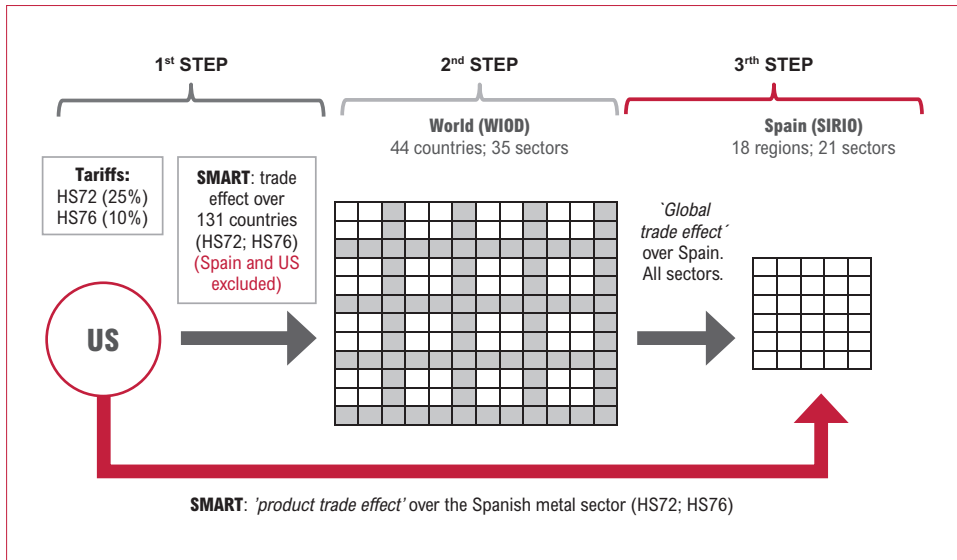 1st STEP
2nd STEP
3rth STEP
World (WIOD)
44 countries; 35 sectors
Spain (SIRIO)
18 regions; 21 sectors
Tariffs:
HS72 (25%)
HS76 (10%)
SMART: trade
effect over
131 countries
(HS72; HS76)
(Spain and US
excluded)
`Global
trade effect´
over Spain.
All sectors.
US
SMART: ’product trade effect’ over the Spanish metal sector (HS72; HS76)